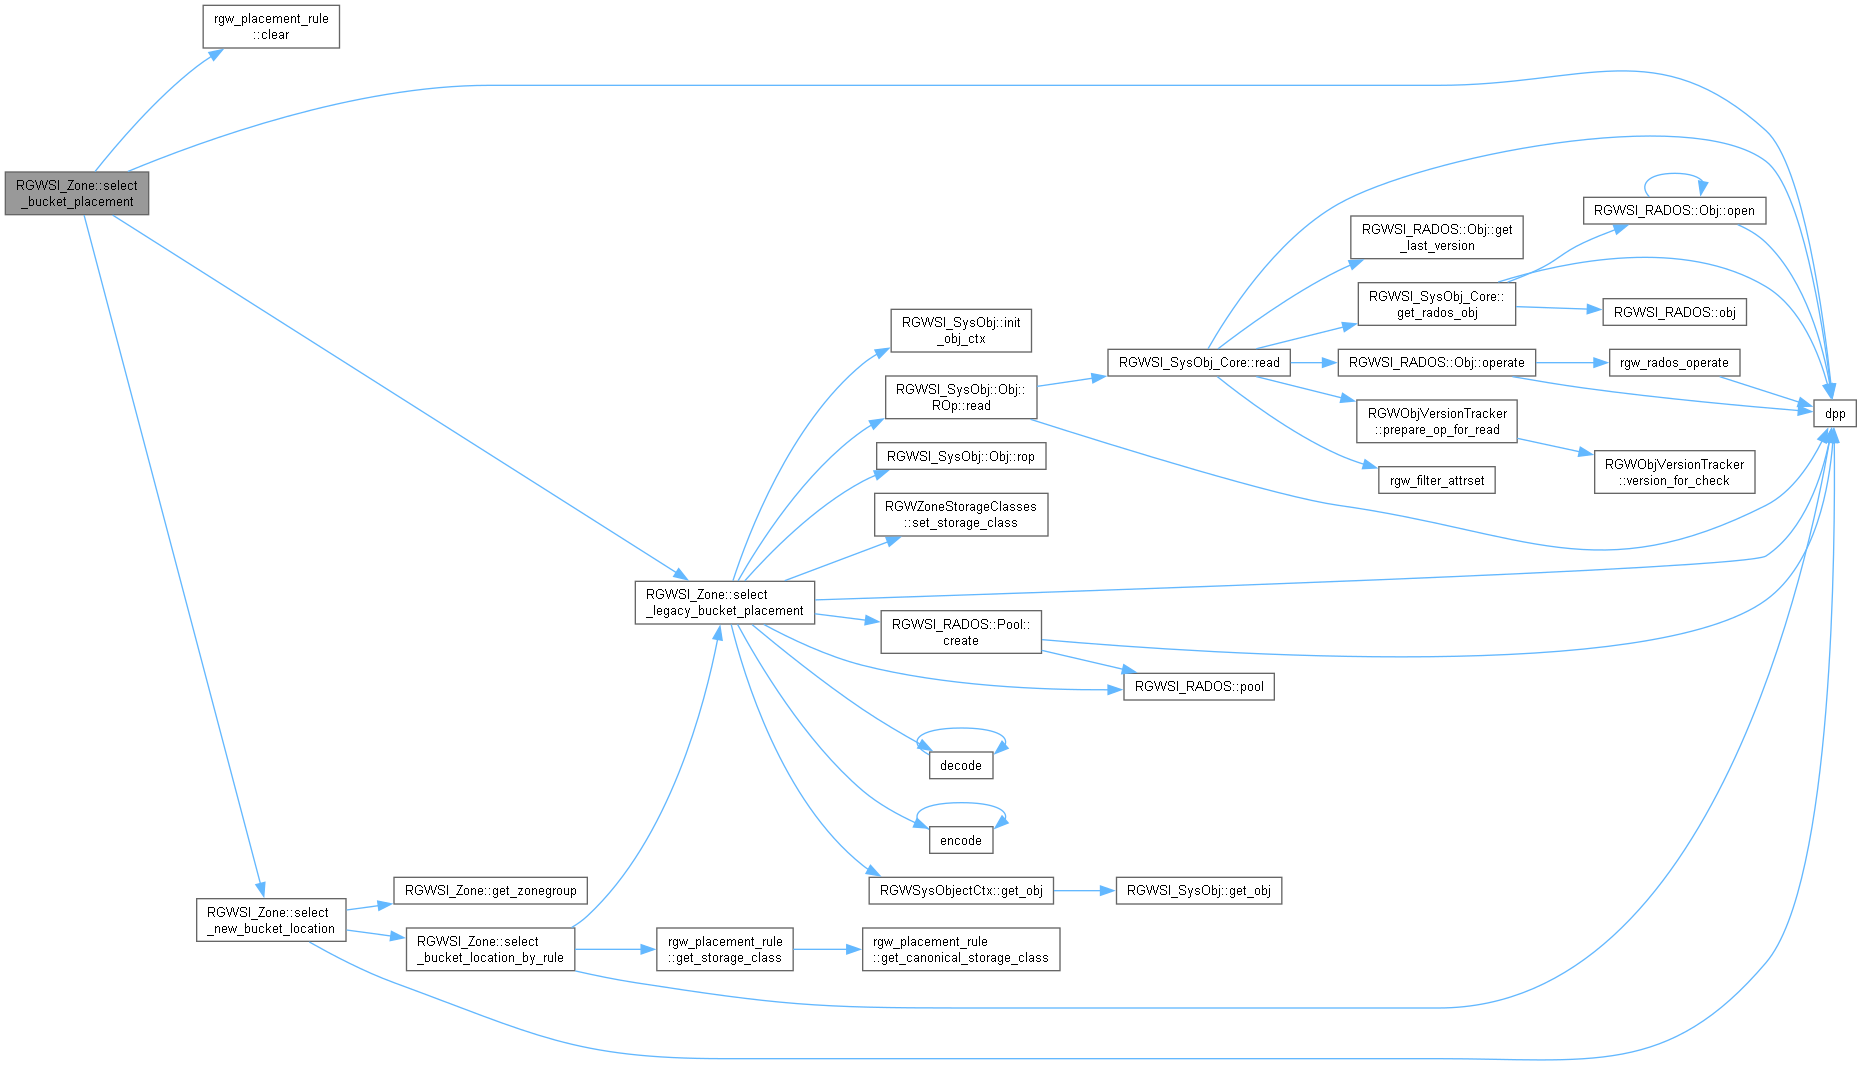 rgw_placement_rule
::clear
RGWSI_Zone::select
_bucket_placement
RGWSI_RADOS::Obj::open
RGWSI_RADOS::Obj::get
_last_version
RGWSI_SysObj_Core::
get_rados_obj
RGWSI_RADOS::obj
RGWSI_SysObj::init
_obj_ctx
RGWSI_SysObj_Core::read
RGWSI_RADOS::Obj::operate
rgw_rados_operate
RGWSI_SysObj::Obj::
ROp::read
dpp
RGWObjVersionTracker
::prepare_op_for_read
RGWSI_SysObj::Obj::rop
RGWObjVersionTracker
::version_for_check
rgw_filter_attrset
RGWZoneStorageClasses
::set_storage_class
RGWSI_Zone::select
_legacy_bucket_placement
RGWSI_RADOS::Pool::
create
RGWSI_RADOS::pool
decode
encode
RGWSI_Zone::get_zonegroup
RGWSysObjectCtx::get_obj
RGWSI_SysObj::get_obj
RGWSI_Zone::select
_new_bucket_location
RGWSI_Zone::select
_bucket_location_by_rule
rgw_placement_rule
::get_storage_class
rgw_placement_rule
::get_canonical_storage_class